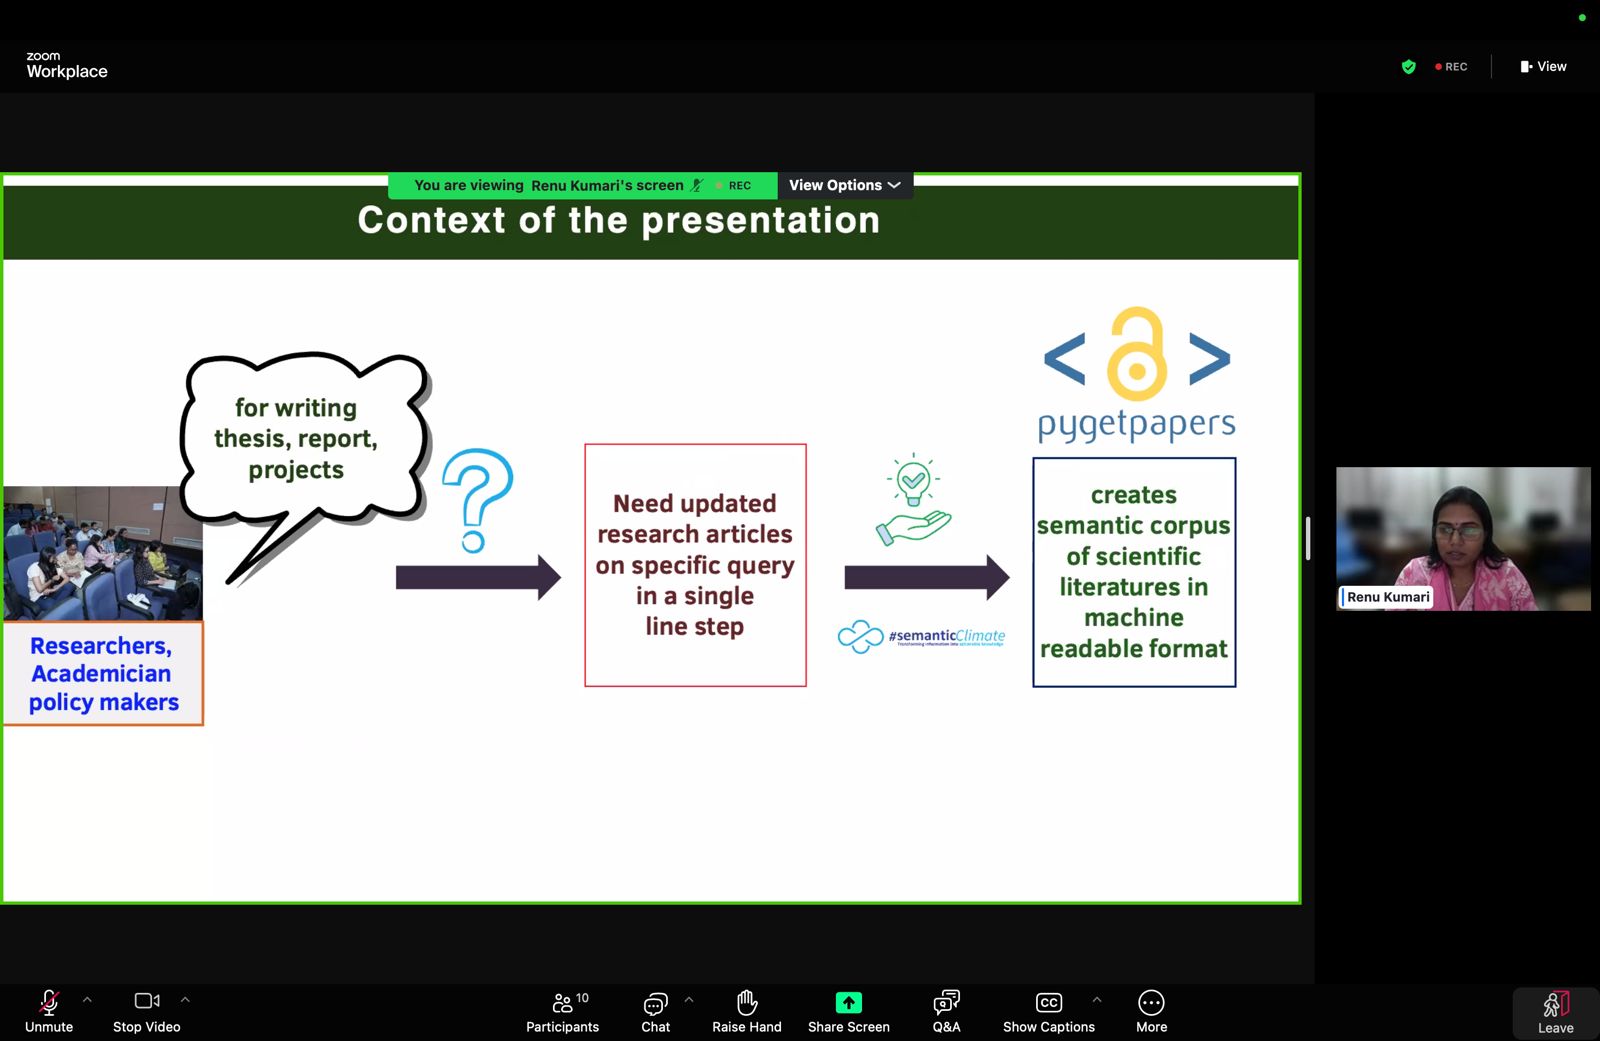 zoom
Workplace
REC
View
You are viewing Renu Kumari's screen
REC
View Options
Context of the presentation
for writing
thesis, report,
projects
Researchers,
Academician
policy makers
Need updated
research articles
on specific query
in a single
line step
#semanticClimate
< >
pygetpapers
creates
semantic corpus
of scientific
literatures in
machine
readable format
Renu Kumari
Unmute
Stop Video
Participants
10
Chat
Raise Hand
Share Screen
Q&A
CC
Show Captions
More
Leave